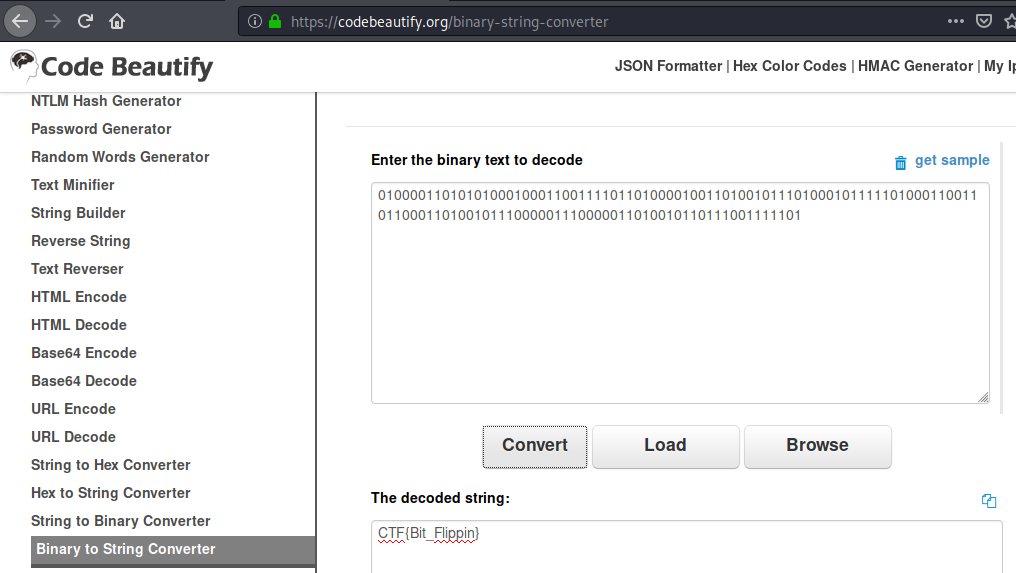 https://codebeautify.org/binary-string-converter
Code Beautify
JSON Formatter | Hex Color Codes | HMAC Generator | My Ip
NTLM Hash Generator
Password Generator
Random Words Generator
Text Minifier
String Builder
Reverse String
Text Reverser
HTML Encode
HTML Decode
Base64 Encode
Base64 Decode
URL Encode
URL Decode
String to Hex Converter
Hex to String Converter
String to Binary Converter
Binary to String Converter
Enter the binary text to decode
get sample
010000110101010001000110011110110100001001101001011101000101111101000110011
01100011010010111000001110000011010010110111001111101
Convert
Load
Browse
The decoded string:
CTF{Bit_Flippin}